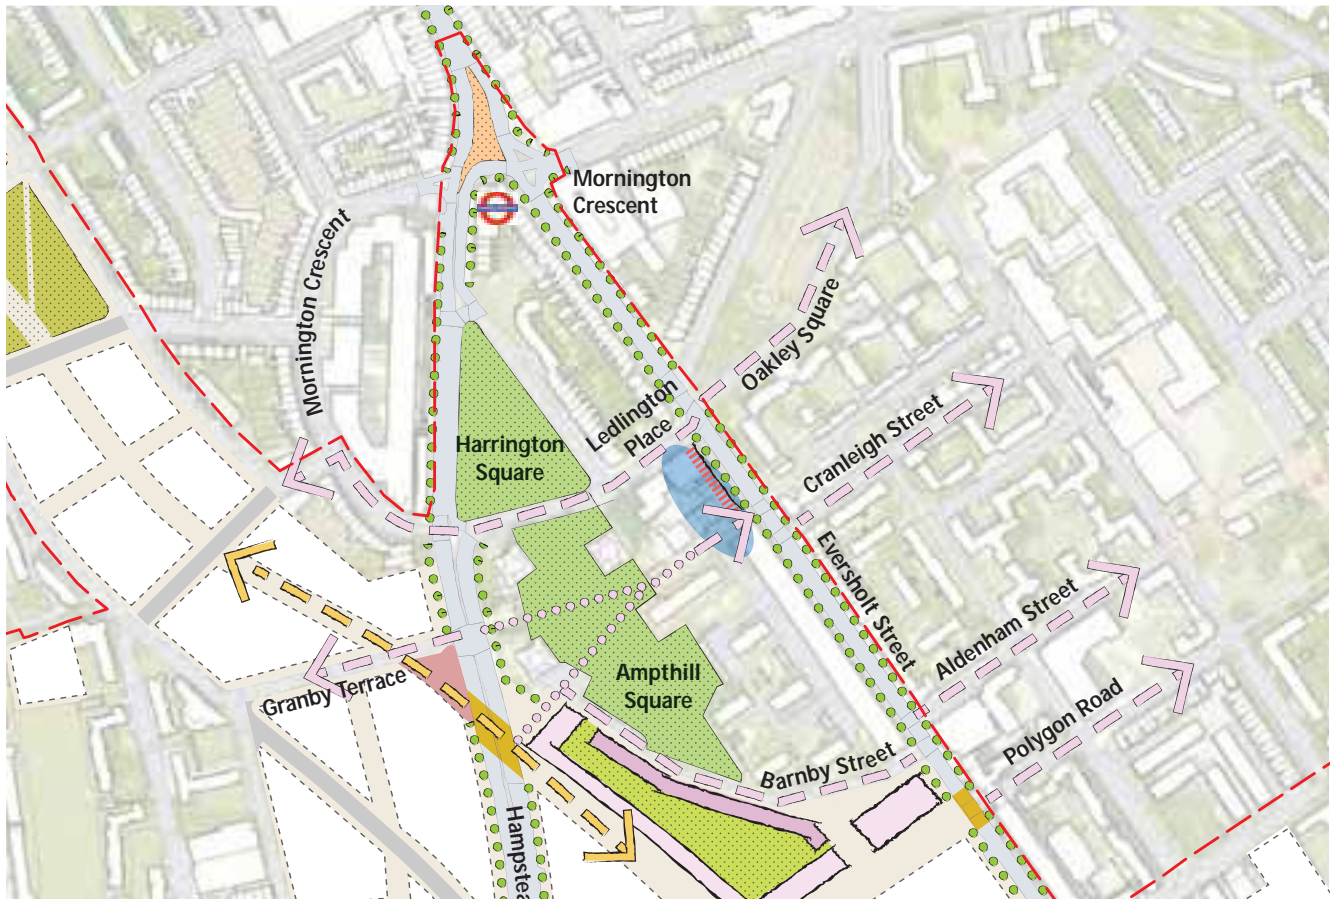 Mornington
Crescent
Mornington Crescent
Oakley Square
Ledlington
Place
Harrington
Square
Cranleigh Street
Eversholt Street
Aldenham Street
Ampthill
Square
Granby Terrace
Polygon Road
Barnby Street
Hampstea